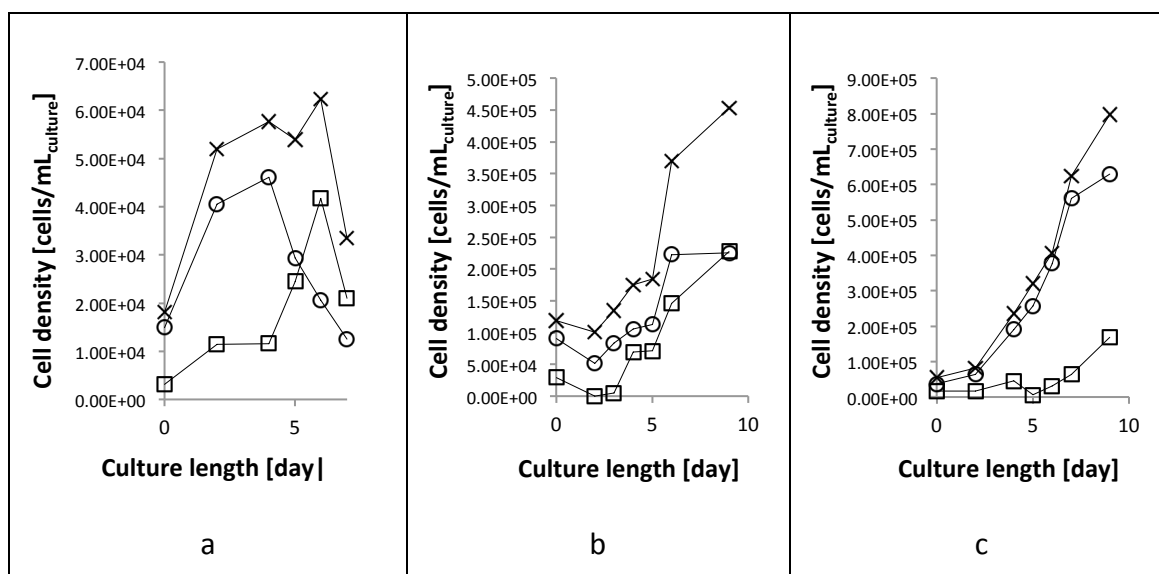 Cell density [cells/mLculture]
7.00E+04
6.00E+04
5.00E+04
4.00E+04
3.00E+04
2.00E+04
1.00E+04
0.00E+00
0 5
Culture length [day|
a
Cell density [cells/mLculture]
5.00E+05
4.50E+05
4.00E+05
3.50E+05
3.00E+05
2.50E+05
2.00E+05
1.50E+05
1.00E+05
5.00E+04
0.00E+00
0 5 10
Culture length [day]
b
Cell density [cells/mLculture]
9.00E+05
8.00E+05
7.00E+05
6.00E+05
5.00E+05
4.00E+05
3.00E+05
2.00E+05
1.00E+05
0.00E+00
0 5 10
Culture length [day]
c